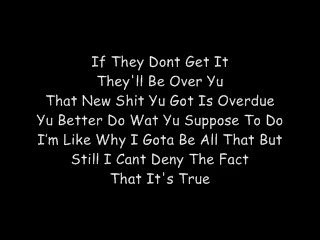 If They Dont Get It
They'll Be Over Yu
That New Shit Yu Got Is Overdue
Yu Better Do Wat Yu Suppose To Do
I’m Like Why I Gota Be All That But
Still I Cant Deny The Fact
That It's True